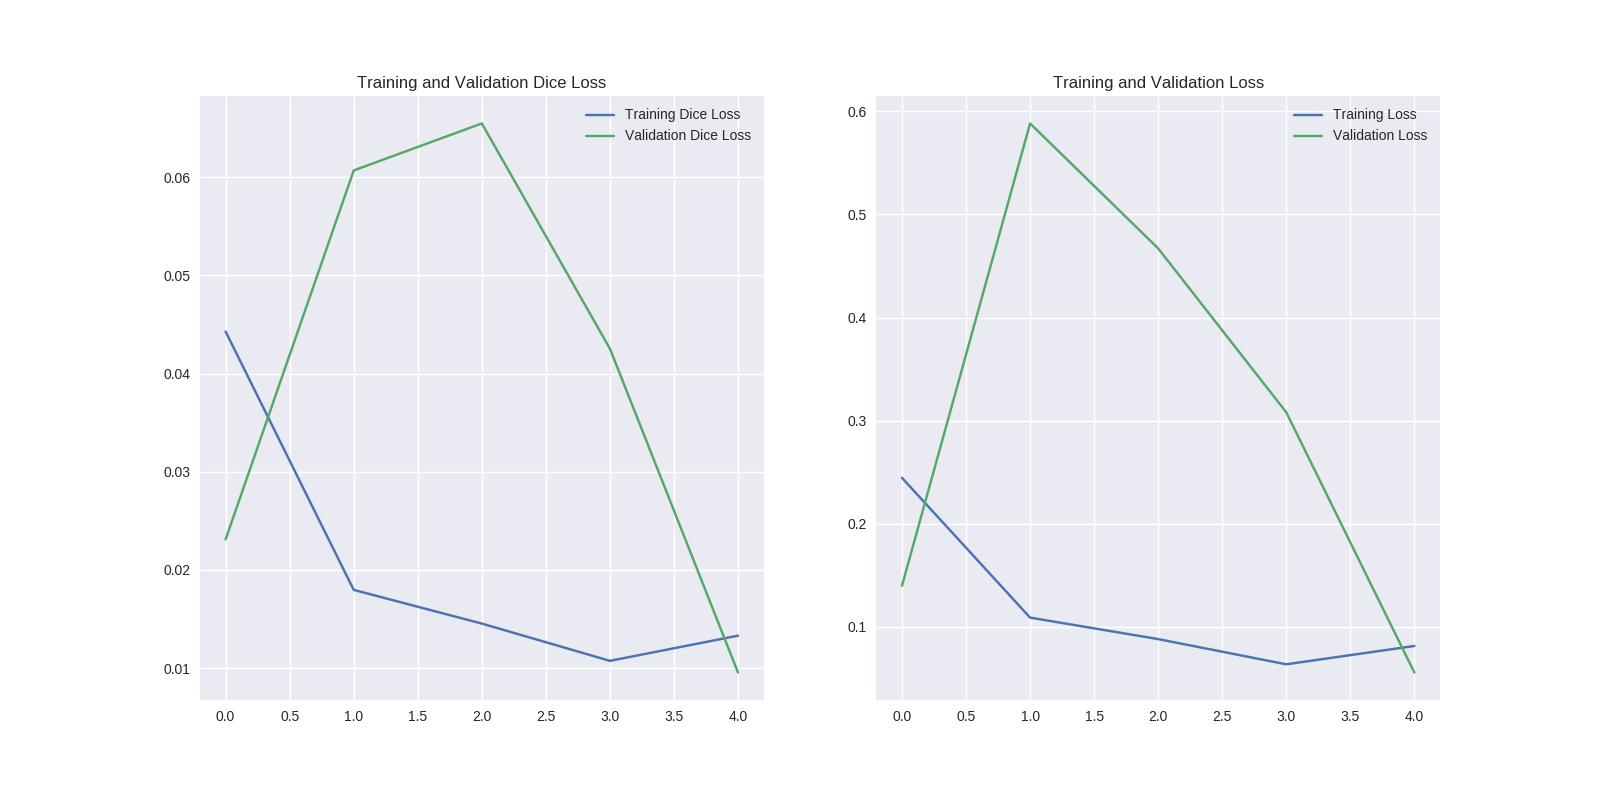 Training and Validation Dice Loss
Training Dice Loss
Validation Dice Loss
0.06
0.05
0.04
0.03
0.02
0.01
0.0 0.5 1.0 1.5 2.0 2.5 3.0 3.5 4.0
Training and Validation Loss
Training Loss
Validation Loss
0.6
0.5
0.4
0.3
0.2
0.1
0.0 0.5 1.0 1.5 2.0 2.5 3.0 3.5 4.0